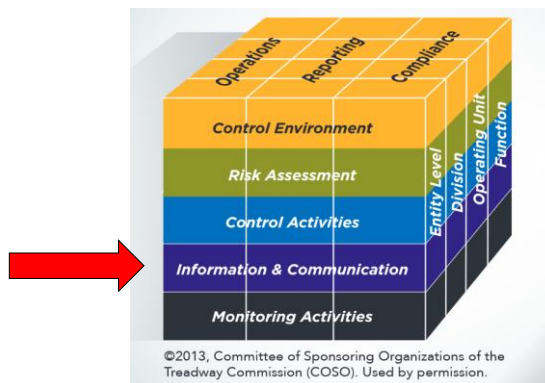 Operations
Reporting
Compliance
Control Environment
Risk Assessment
Control Activities
Information & Communication
Monitoring Activities
Entity Level
Division
Operating Unit
Function
©2013, Committee of Sponsoring Organizations of the
Treadway Commission (COSO). Used by permission.